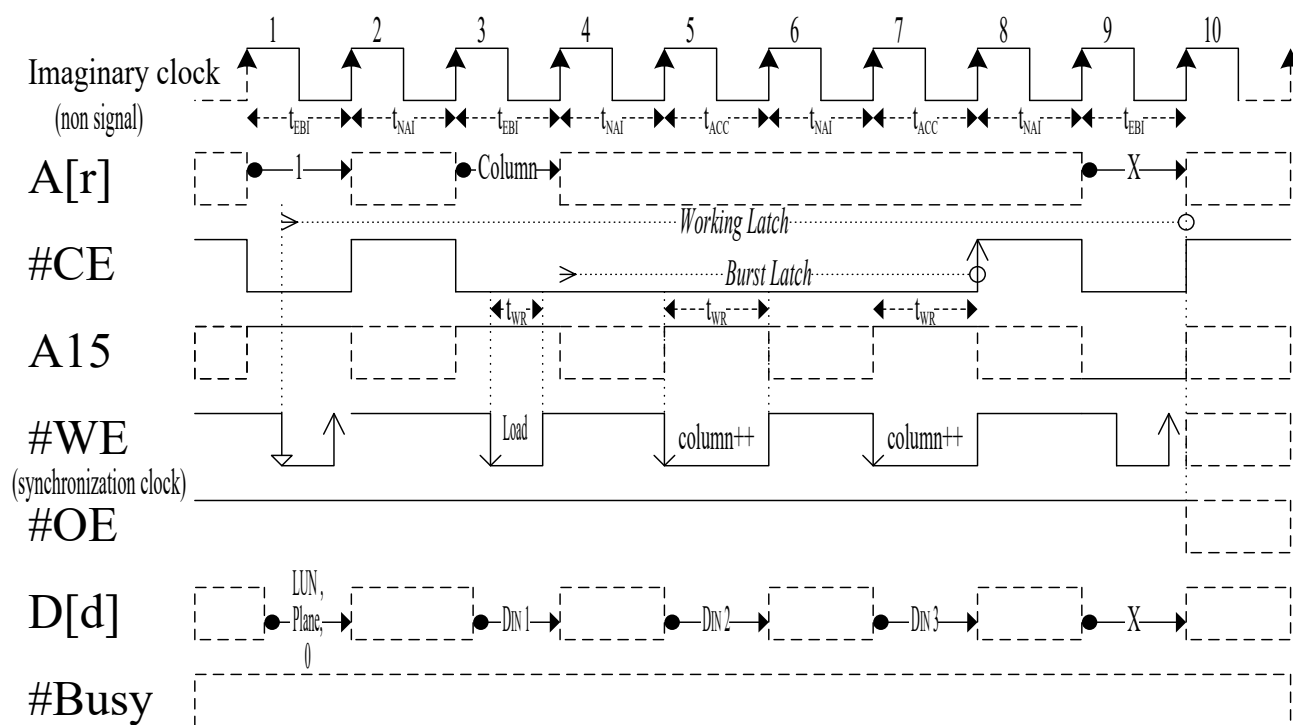 1 2 3 4 5 6 7 8 9 10
Imaginary clock
(non signal)
tEBI tNAI tEBI tNAI tACC tNAI tACC tNAI tEBI
A[r]
1 Column X
Working Latch
#CE
Burst Latch
tWR tWR tWR
A15
#WE
Load column++ column++
(synchronization clock)
#OE
D[d]
LUN,
Plane,
0
DIN 1 DIN 2 DIN 3 X
#Busy